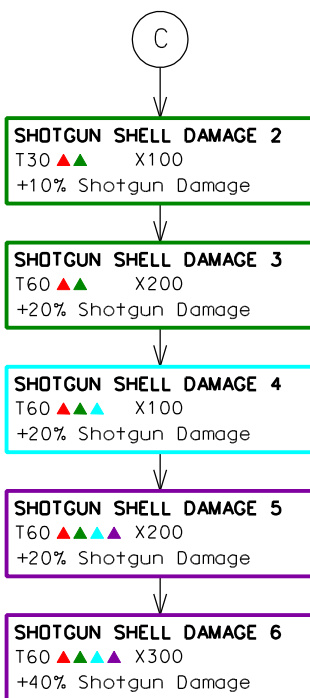 C
SHOTGUN SHELL DAMAGE 2
T30 X100
+10% Shotgun Damage
SHOTGUN SHELL DAMAGE 3
T60 X200
+20% Shotgun Damage
SHOTGUN SHELL DAMAGE 4
T60 X100
+20% Shotgun Damage
SHOTGUN SHELL DAMAGE 5
T60 X200
+20% Shotgun Damage
SHOTGUN SHELL DAMAGE 6
T60 X300
+40% Shotgun Damage